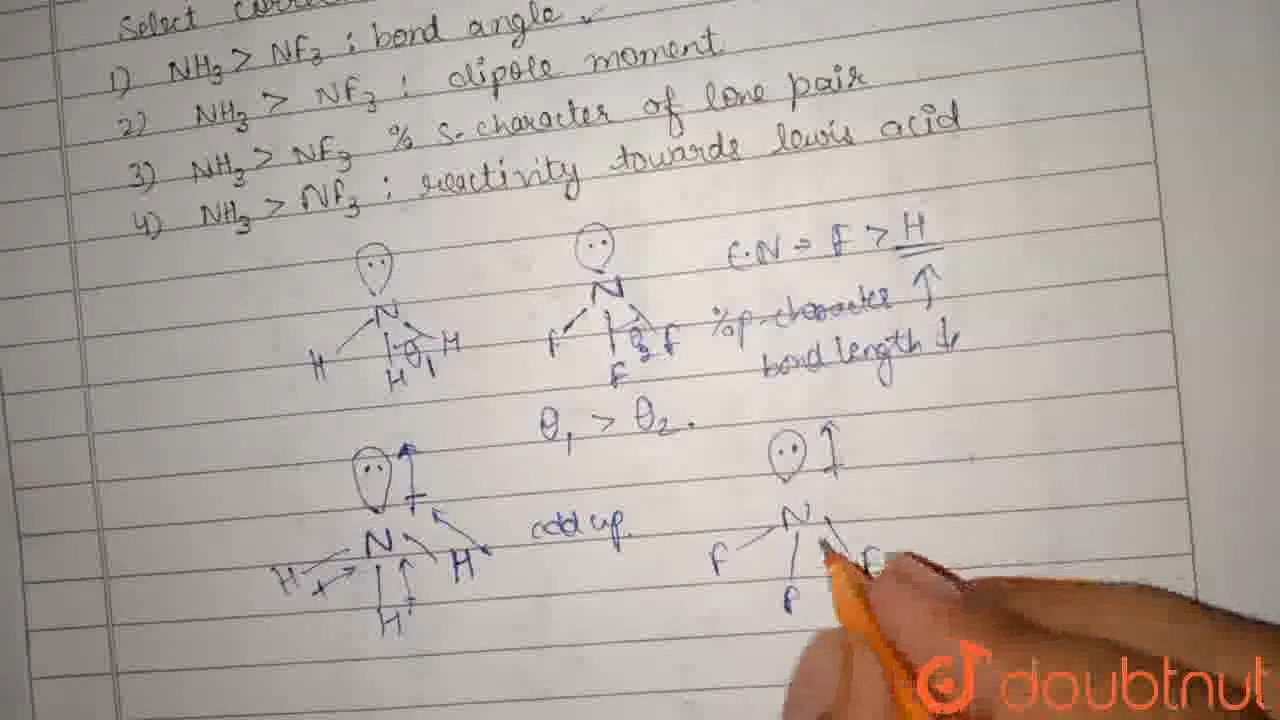 Select
1) NH3 > NF3 : bond angle ✓
2) NH3 > NF3 : dipole moment
3) NH3 > NF3 % s-character of lone pair
4) NH3 > NF3 : reactivity towards lewis acid
E.N → F > H
%p-character ↑
bond length ↓
N
H H H θ1
N
F F F
θ1 > θ2.
N
H H H
add up.
N
F F F
doubtnut